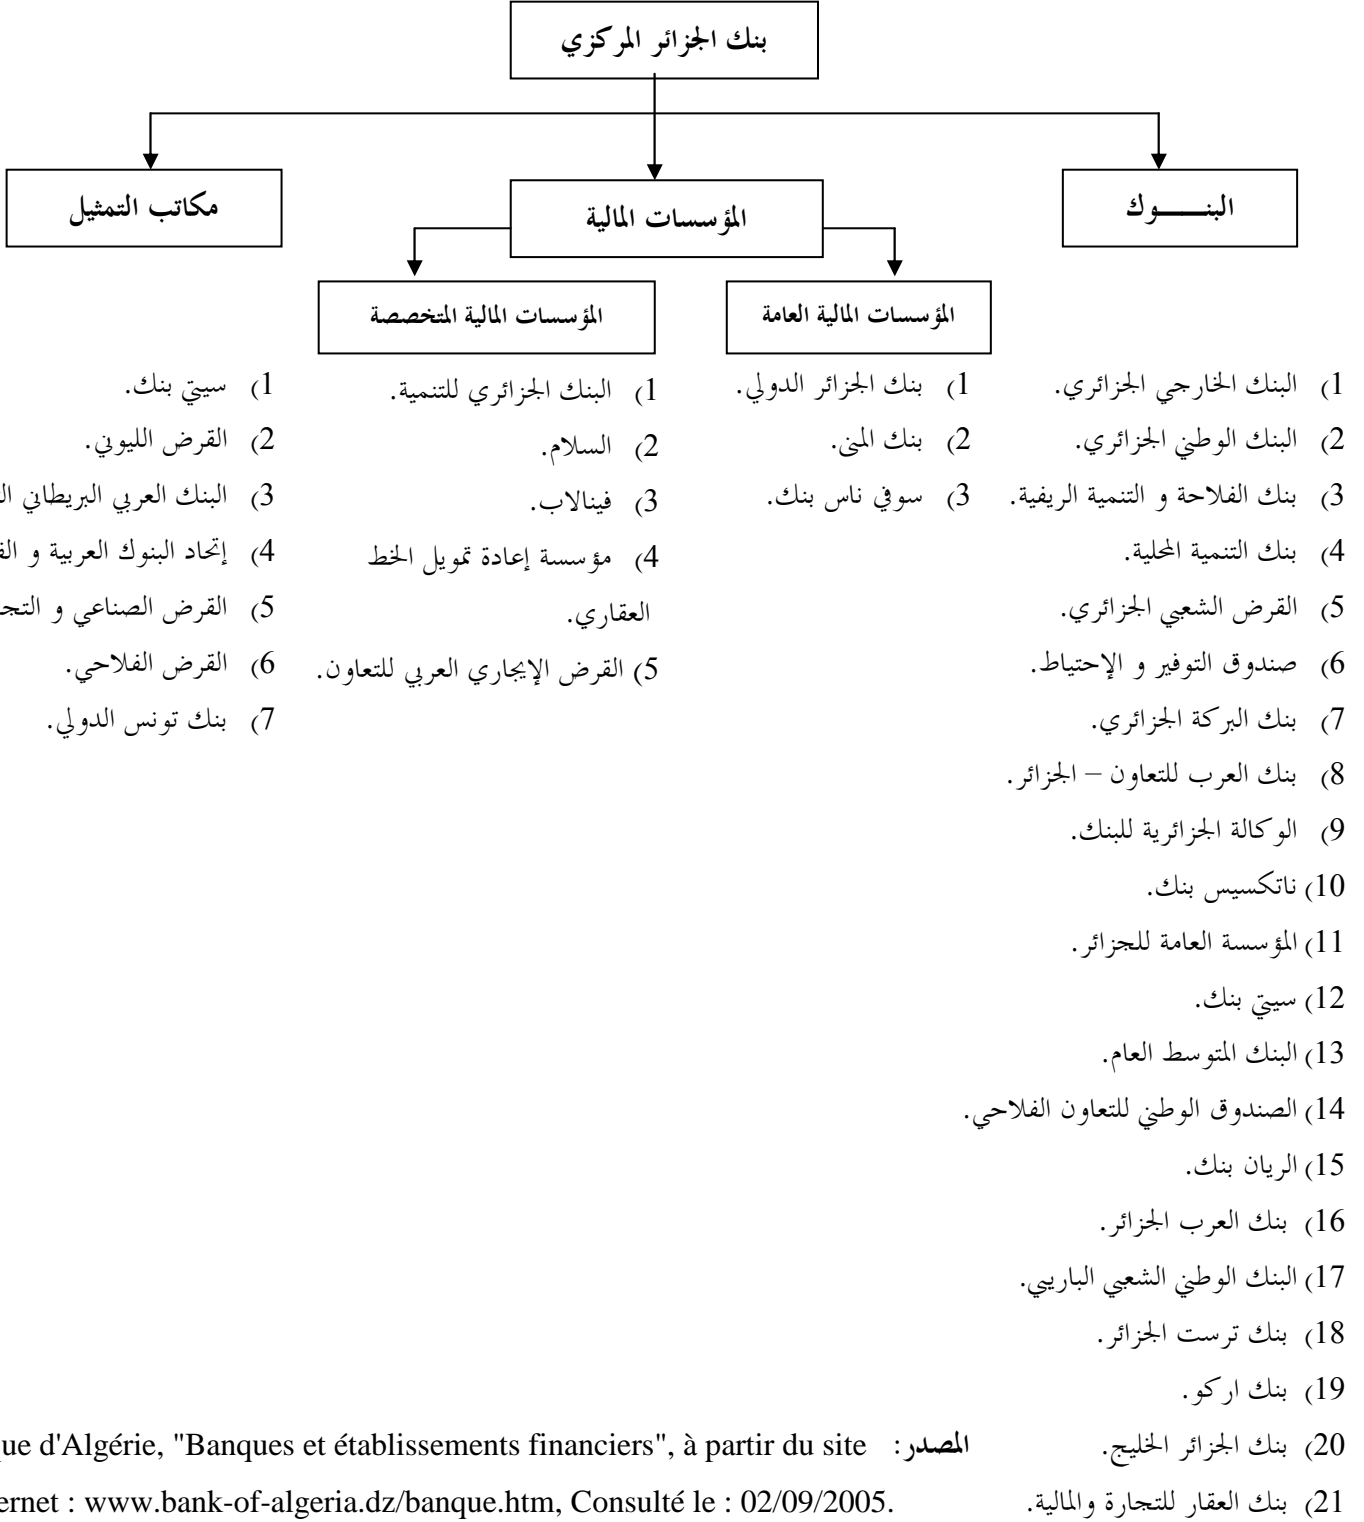 بنك الجزائر المركزي
البنـــــوك
المؤسسات المالية
مكاتب التمثيل
المؤسسات المالية العامة
المؤسسات المالية المتخصصة
1) البنك الخارجي الجزائري.
2) البنك الوطني الجزائري.
3) بنك الفلاحة و التنمية الريفية.
4) بنك التنمية المحلية.
5) القرض الشعبي الجزائري.
6) صندوق التوفير و الإحتياط.
7) بنك البركة الجزائري.
8) بنك العرب للتعاون – الجزائر.
9) الوكالة الجزائرية للبنك.
10) ناتكسيس بنك.
11) المؤسسة العامة للجزائر.
12) سيتي بنك.
13) البنك المتوسط العام.
14) الصندوق الوطني للتعاون الفلاحي.
15) الريان بنك.
16) بنك العرب الجزائر.
17) البنك الوطني الشعبي الباريبي.
18) بنك ترست الجزائر.
19) بنك اركو.
20) بنك الجزائر الخليج.
21) بنك العقار للتجارة والمالية.
1) بنك الجزائر الدولي.
2) بنك المنى.
3) سوفي ناس بنك.
1) البنك الجزائري للتنمية.
2) السلام.
3) فينالاب.
4) مؤسسة إعادة تمويل الخط
العقاري.
5) القرض الإيجاري العربي للتعاون.
1) سيتي بنك.
2) القرض الليوني.
3) البنك العربي البريطاني
4) إتحاد البنوك العربية و
5) القرض الصناعي و
6) القرض الفلاحي.
7) بنك تونس الدولي.
المصدر: d'Algérie, "Banques et établissements financiers", à partir du site
: www.bank-of-algeria.dz/banque.htm, Consulté le : 02/09/2005.